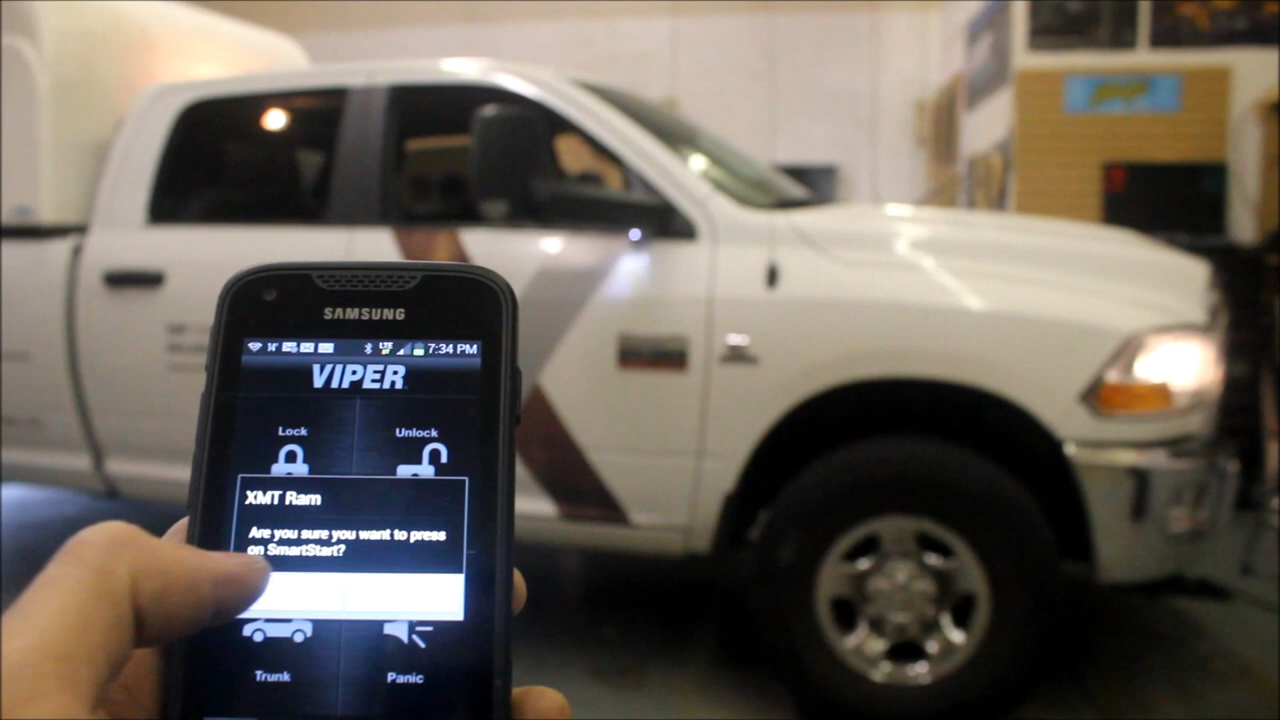 SAMSUNG
LTE
7:34 PM
VIPER
Lock
Unlock
XMT Ram
Are you sure you want to press
on SmartStart?
Trunk
Panic